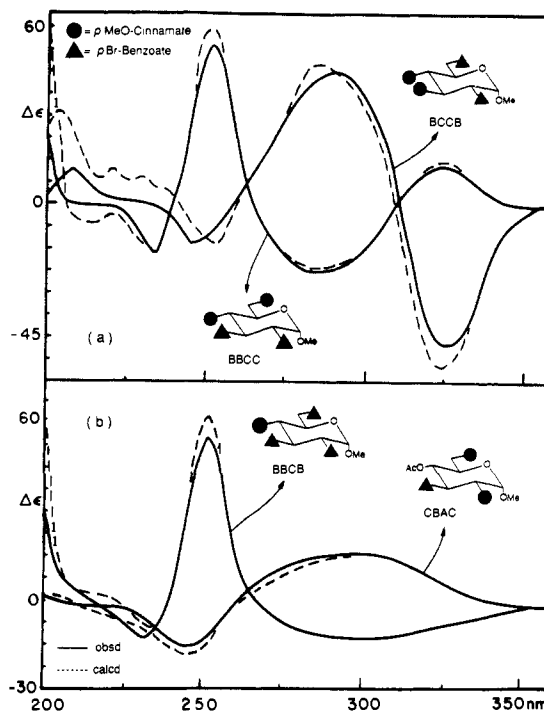 60
● = p MeO-Cinnamate
▲ = p Br-Benzoate
Δε
O
OMe
BCCB
0
O
OMe
BBCC
-45
(a)
(b)
60
O
OMe
BBCB
Δε
AcO
O
OMe
CBAC
0
obsd
calcd
-30
200
250
300
350nm